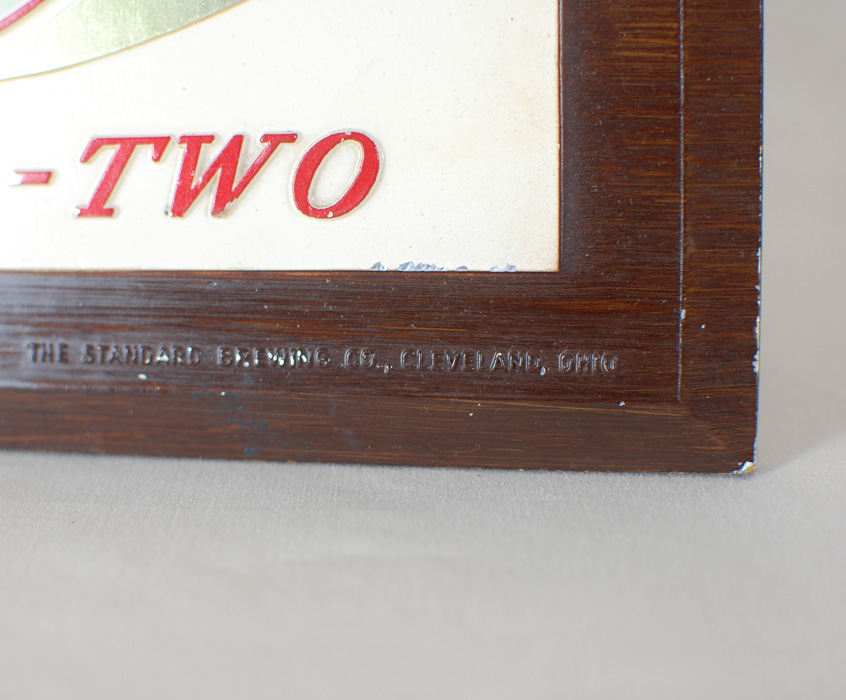 -TWO
THE STANDARD BREWING CO., CLEVELAND, OHIO